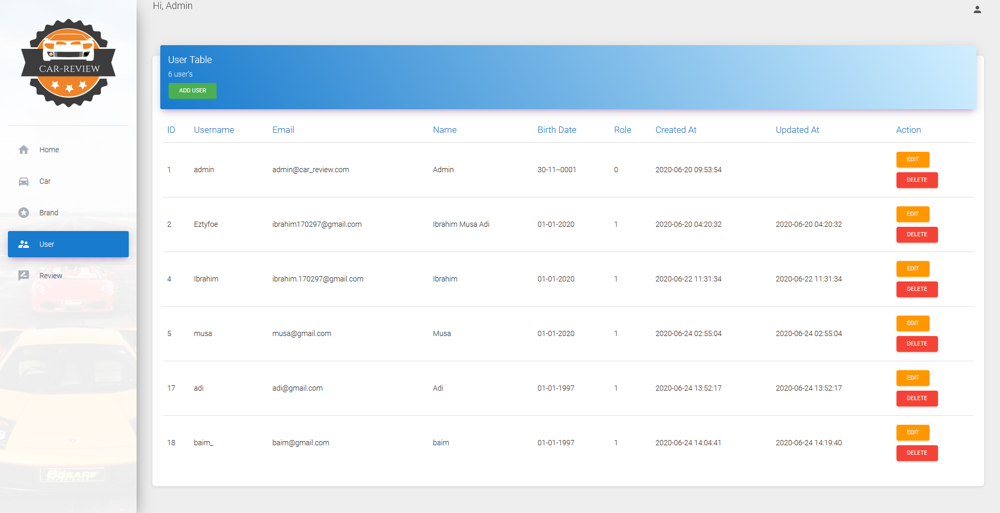 Hi, Admin
CAR-REVIEW
Home
Car
Brand
User
Review
6GEAR
EXPERIENCE
User Table
6 user's
ADD USER
ID Username Email Name Birth Date Role Created At Updated At Action
1 admin admin@car_review.com Admin 30-11--0001 0 2020-06-20 09:53:54 EDIT
DELETE
2 Eztyfoe ibrahim170297@gmail.com Ibrahim Musa Adi 01-01-2020 1 2020-06-20 04:20:32 2020-06-20 04:20:32 EDIT
DELETE
4 Ibrahim ibrahim.170297@gmail.com Ibrahim 01-01-2020 1 2020-06-22 11:31:34 2020-06-22 11:31:34 EDIT
DELETE
5 musa musa@gmail.com Musa 01-01-2020 1 2020-06-24 02:55:04 2020-06-24 02:55:04 EDIT
DELETE
17 adi adi@gmail.com Adi 01-01-1997 1 2020-06-24 13:52:17 2020-06-24 13:52:17 EDIT
DELETE
18 baim_ baim@gmail.com baim 01-01-1997 1 2020-06-24 14:04:41 2020-06-24 14:19:40 EDIT
DELETE